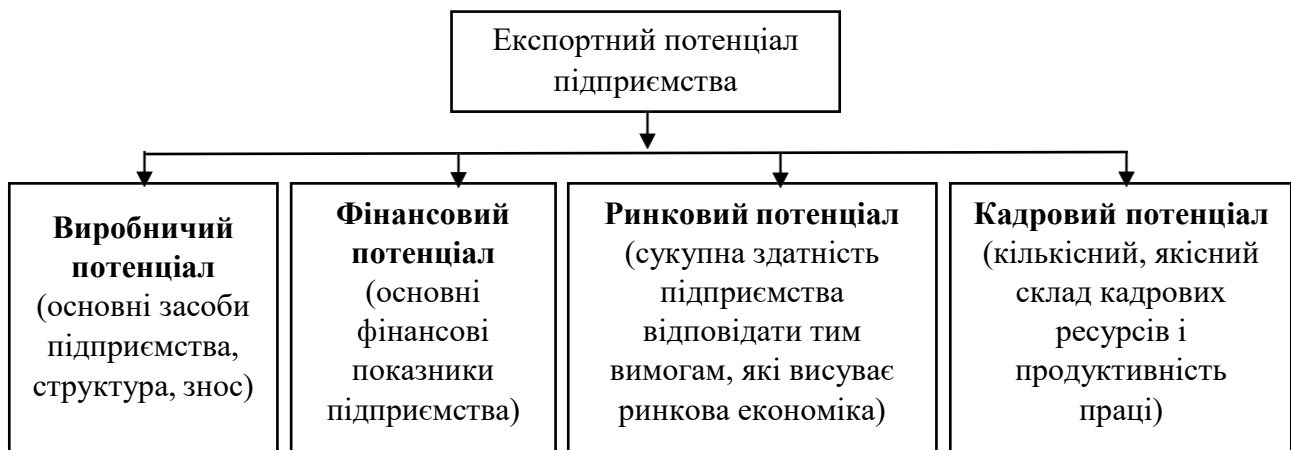 Експортний потенціал
підприємства
Виробничий
потенціал
(основні засоби
підприємства,
структура, знос)
Фінансовий
потенціал
(основні
фінансові
показники
підприємства)
Ринковий потенціал
(сукупна здатність
підприємства
відповідати тим
вимогам, які висуває
ринкова економіка)
Кадровий потенціал
(кількісний, якісний
склад кадрових
ресурсів і
продуктивність
праці)